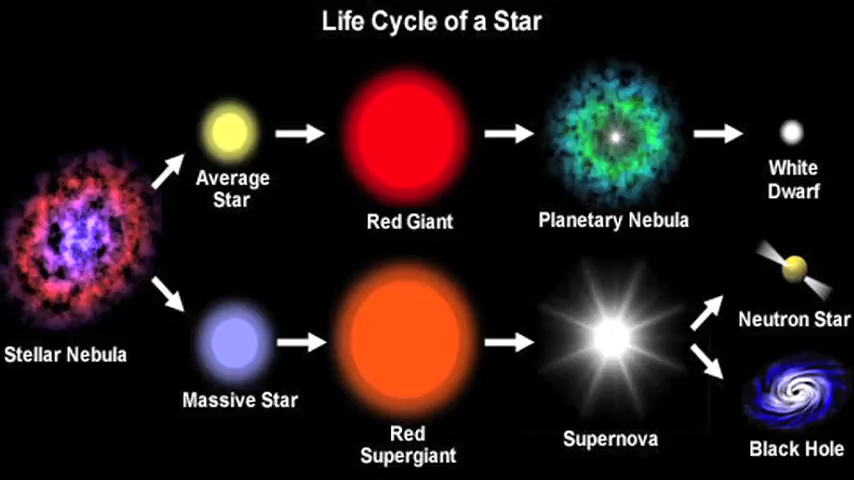 Life Cycle of a Star
Average
Star
Red Giant
Planetary Nebula
White
Dwarf
Stellar Nebula
Massive Star
Red
Supergiant
Supernova
Neutron Star
Black Hole